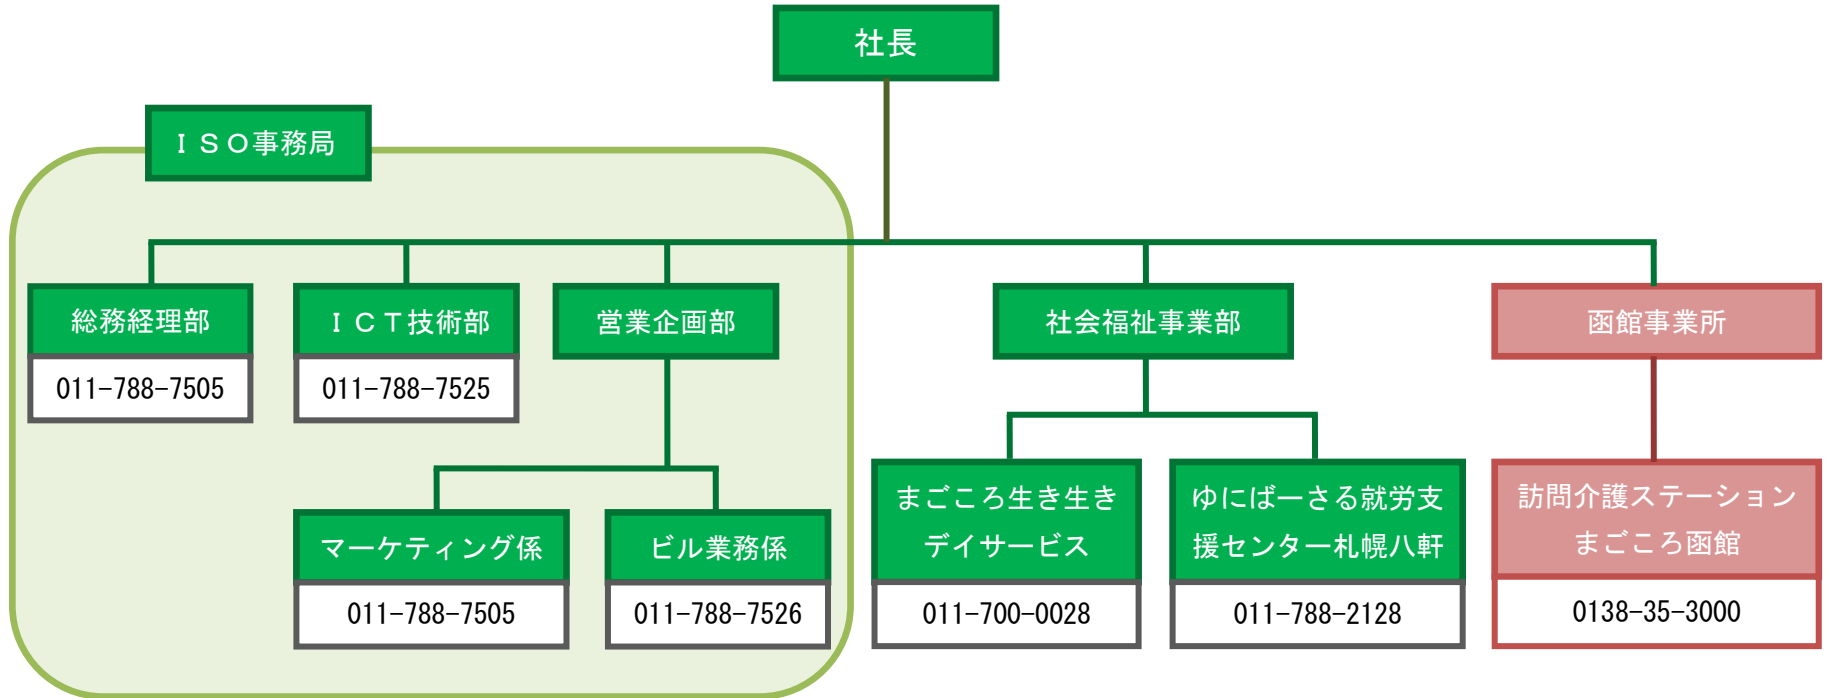 社長
ＩＳＯ事務局
総務経理部
011-788-7505
ＩＣＴ技術部
011-788-7525
営業企画部
社会福祉事業部
函館事業所
マーケティング係
011-788-7505
ビル業務係
011-788-7526
まごころ生き生き
デイサービス
011-700-0028
ゆにばーさる就労支
援センター札幌八軒
011-788-2128
訪問介護ステーション
まごころ函館
0138-35-3000